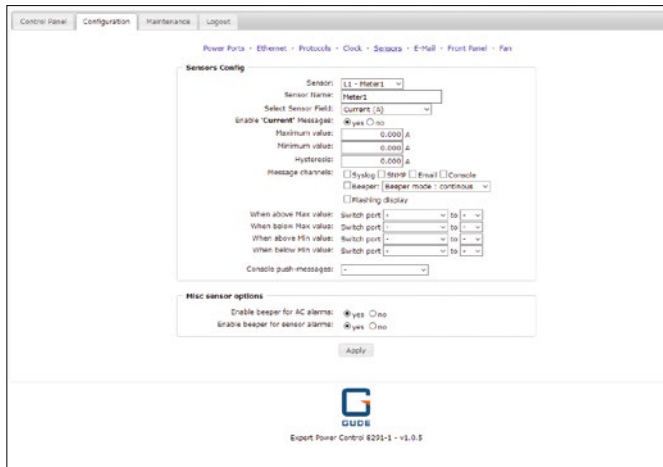 Control Panel Configuration Maintenance Logout
Power Ports · Ethernet · Protocols · Clock · Sensors · E-Mail · Front Panel · Fan
Sensors Config
Sensor: L1 - Meter1
Sensor Name: Meter1
Select Sensor Field: Current (A)
Enable 'Current' Messages: yes no
Maximum value: 0.000 A
Minimum value: 0.000 A
Hysteresis: 0.000 A
Message channels: Syslog SNMP Email Console
Beeper: Beeper mode : continous
Flashing display
When above Max value: Switch port - to -
When below Max value: Switch port - to -
When above Min value: Switch port - to -
When below Min value: Switch port - to -
Console push-messages: -
Misc sensor options
Enable beeper for AC alarms: yes no
Enable beeper for sensor alarms: yes no
Apply
GUDE
Expert Power Control 8291-1 - v1.0.5